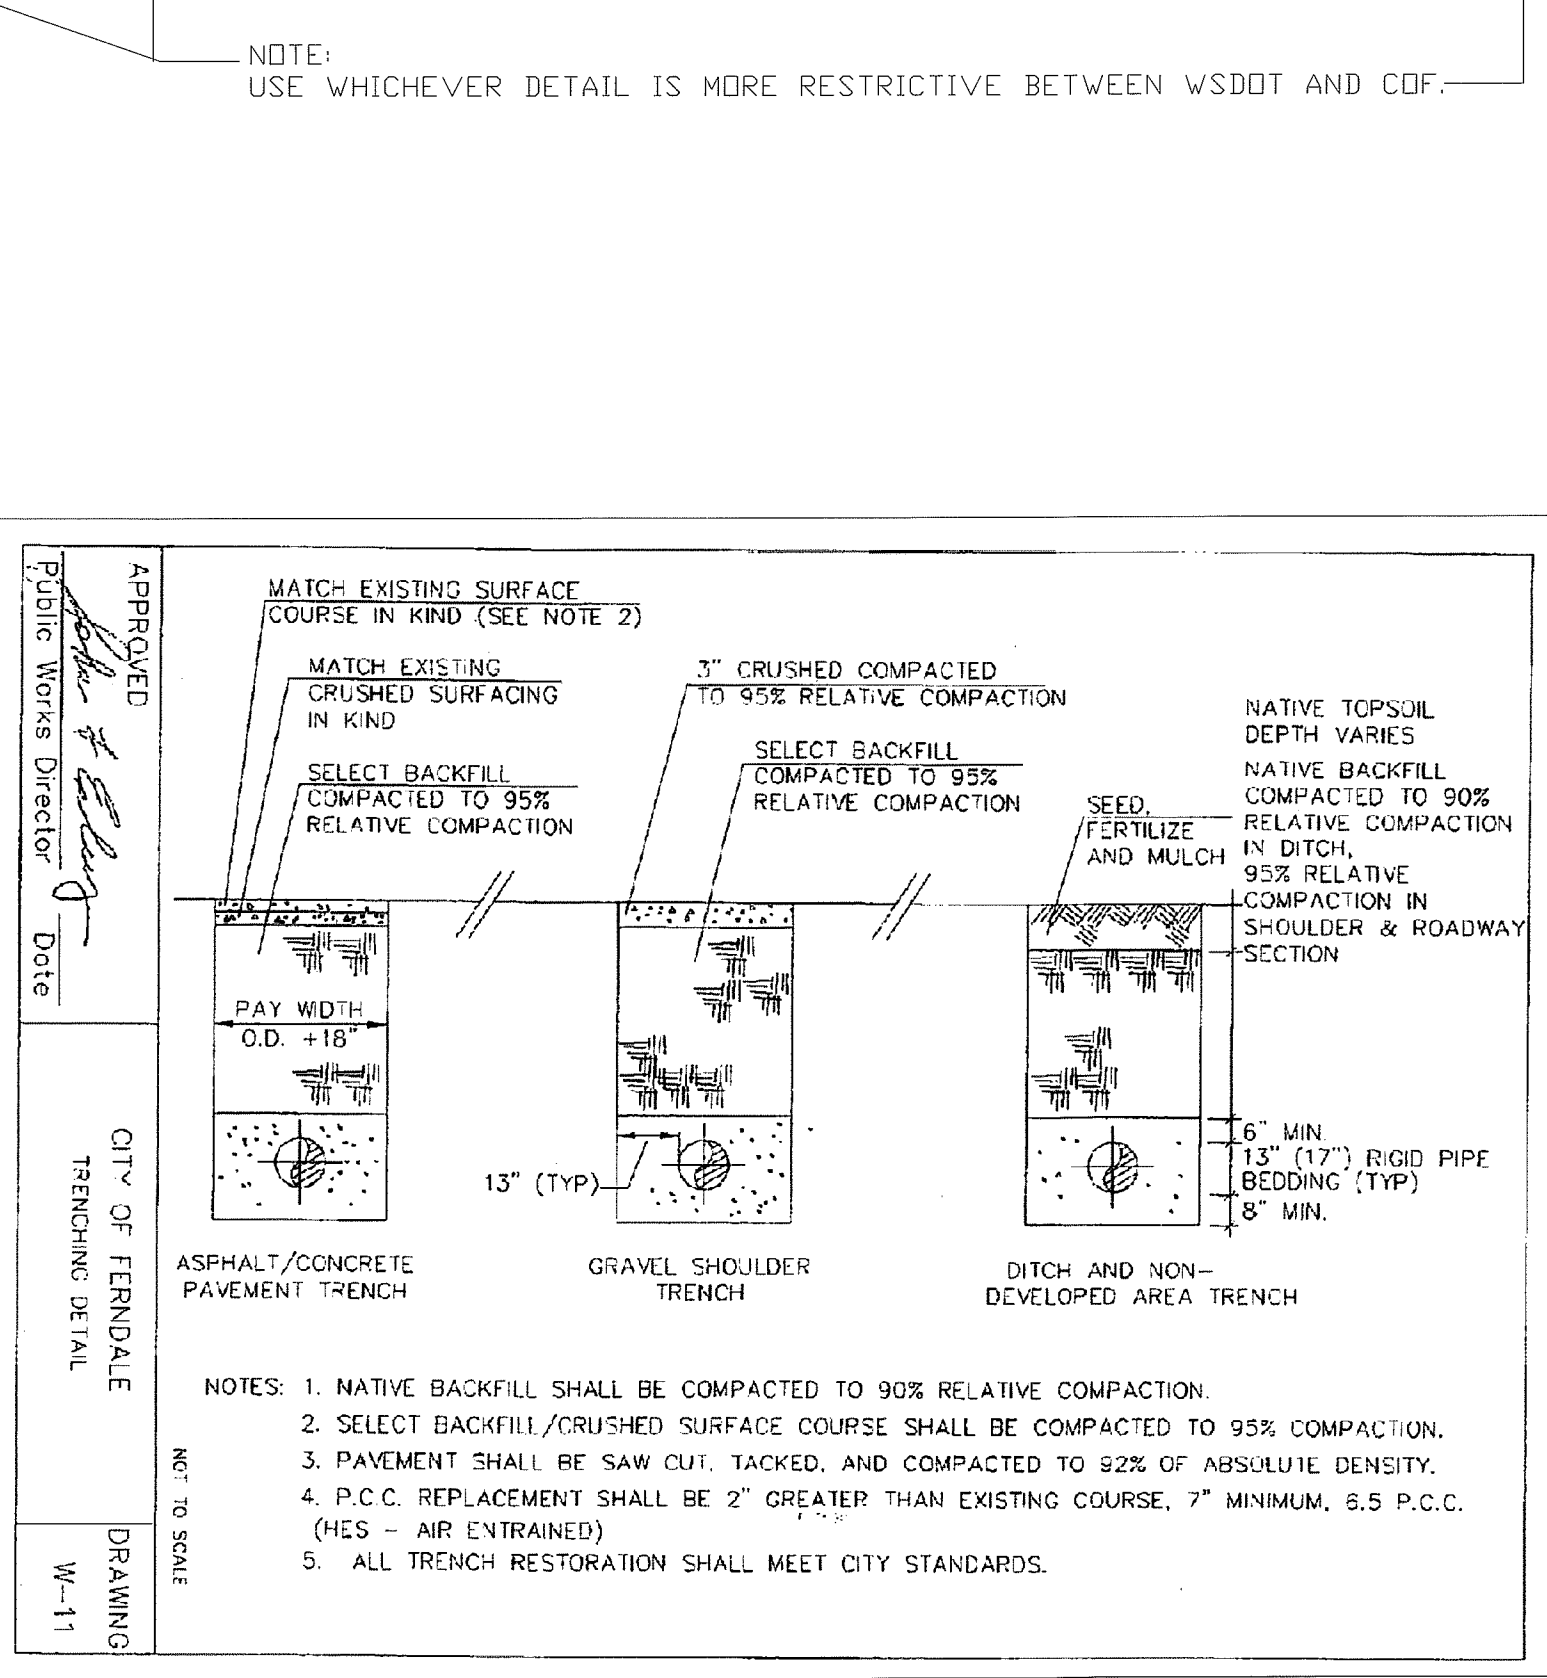 NOTE:
USE WHICHEVER DETAIL IS MORE RESTRICTIVE BETWEEN WSDOT AND COF.
APPROVED
Public Works Director Date
CITY OF FERNDALE
TRENCHING DETAIL
DRAWING
W-11
NOT TO SCALE
MATCH EXISTING SURFACE
COURSE IN KIND (SEE NOTE 2)
MATCH EXISTING
CRUSHED SURFACING
IN KIND
SELECT BACKFILL
COMPACTED TO 95%
RELATIVE COMPACTION
PAY WIDTH
O.D. +18"
ASPHALT/CONCRETE
PAVEMENT TRENCH
3" CRUSHED COMPACTED
TO 95% RELATIVE COMPACTION
SELECT BACKFILL
COMPACTED TO 95%
RELATIVE COMPACTION
13" (TYP)
GRAVEL SHOULDER
TRENCH
SEED,
FERTILIZE
AND MULCH
NATIVE TOPSOIL
DEPTH VARIES
NATIVE BACKFILL
COMPACTED TO 90%
RELATIVE COMPACTION
IN DITCH,
95% RELATIVE
COMPACTION IN
SHOULDER & ROADWAY
SECTION
6" MIN.
13" (17") RIGID PIPE
BEDDING (TYP)
8" MIN.
DITCH AND NON-
DEVELOPED AREA TRENCH
NOTES: 1. NATIVE BACKFILL SHALL BE COMPACTED TO 90% RELATIVE COMPACTION.
2. SELECT BACKFILL/CRUSHED SURFACE COURSE SHALL BE COMPACTED TO 95% COMPACTION.
3. PAVEMENT SHALL BE SAW CUT, TACKED, AND COMPACTED TO 92% OF ABSOLUTE DENSITY.
4. P.C.C. REPLACEMENT SHALL BE 2" GREATER THAN EXISTING COURSE, 7" MINIMUM, 6.5 P.C.C.
(HES - AIR ENTRAINED)
5. ALL TRENCH RESTORATION SHALL MEET CITY STANDARDS.